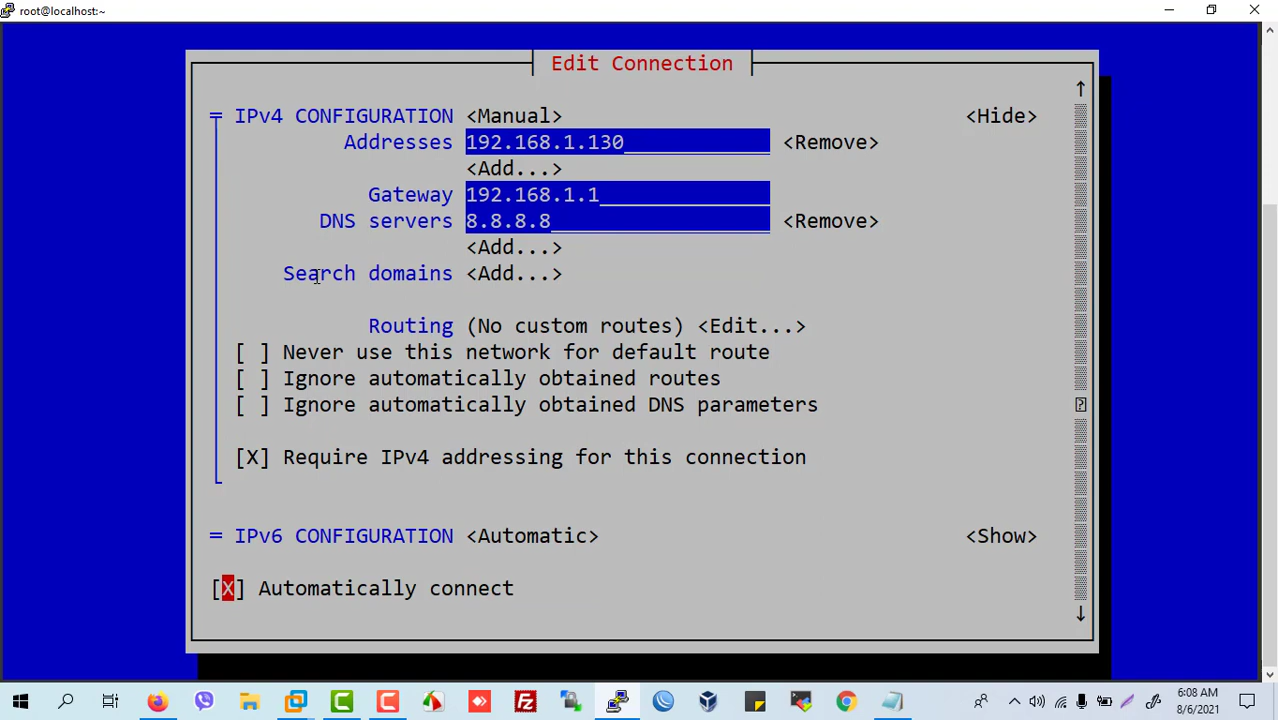 root@localhost:~
Edit Connection
IPv4 CONFIGURATION <Manual> <Hide>
Addresses 192.168.1.130 <Remove>
<Add...>
Gateway 192.168.1.1
DNS servers 8.8.8.8 <Remove>
<Add...>
Search domains <Add...>
Routing (No custom routes) <Edit...>
[ ] Never use this network for default route
[ ] Ignore automatically obtained routes
[ ] Ignore automatically obtained DNS parameters
[X] Require IPv4 addressing for this connection
IPv6 CONFIGURATION <Automatic> <Show>
[X] Automatically connect
6:08 AM
8/6/2021